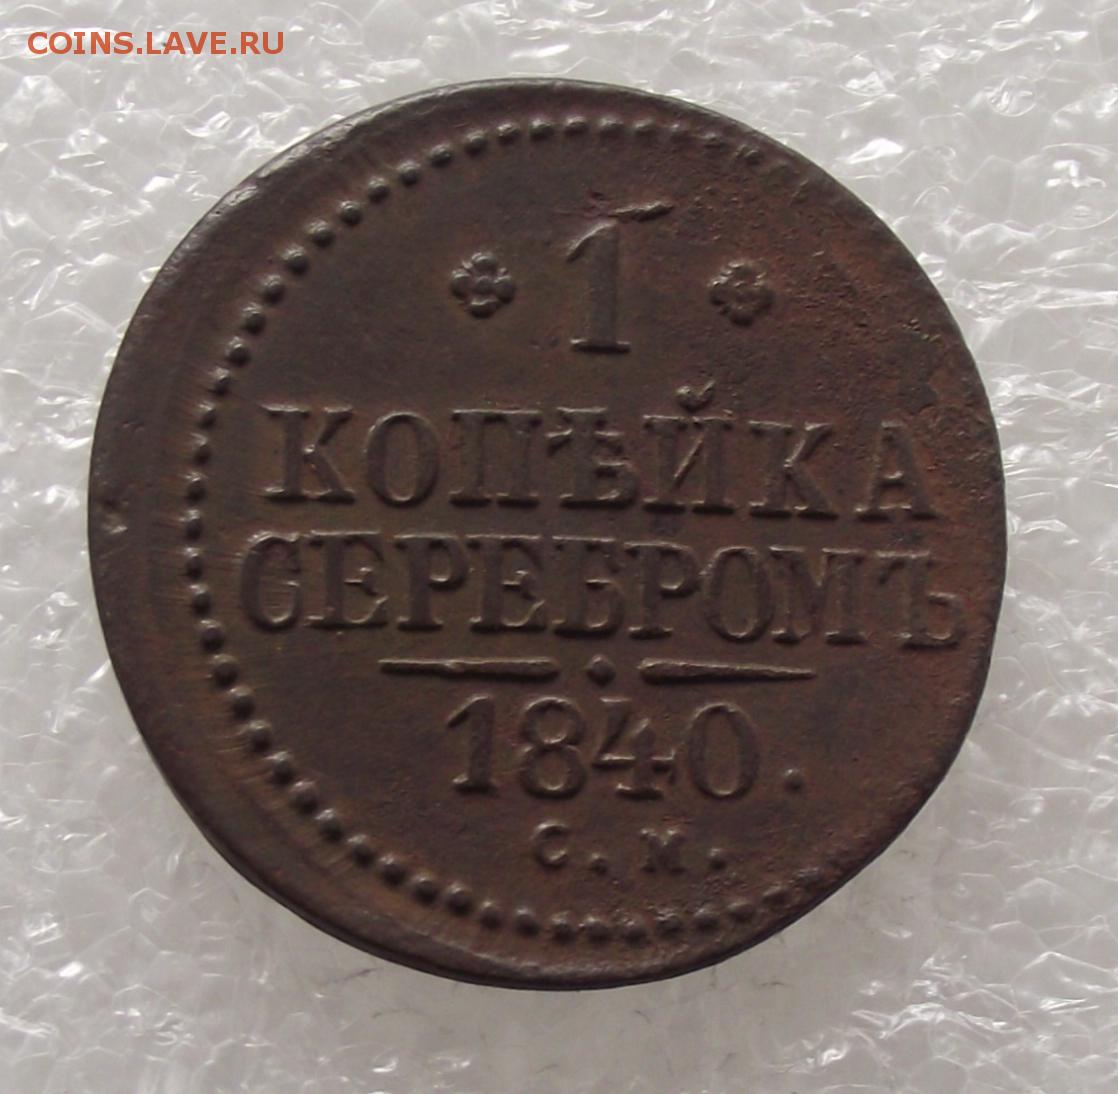 COINS.LAVE.RU
1
КОПѢЙКА
СЕРЕБРОМЪ
1840.
С. М.